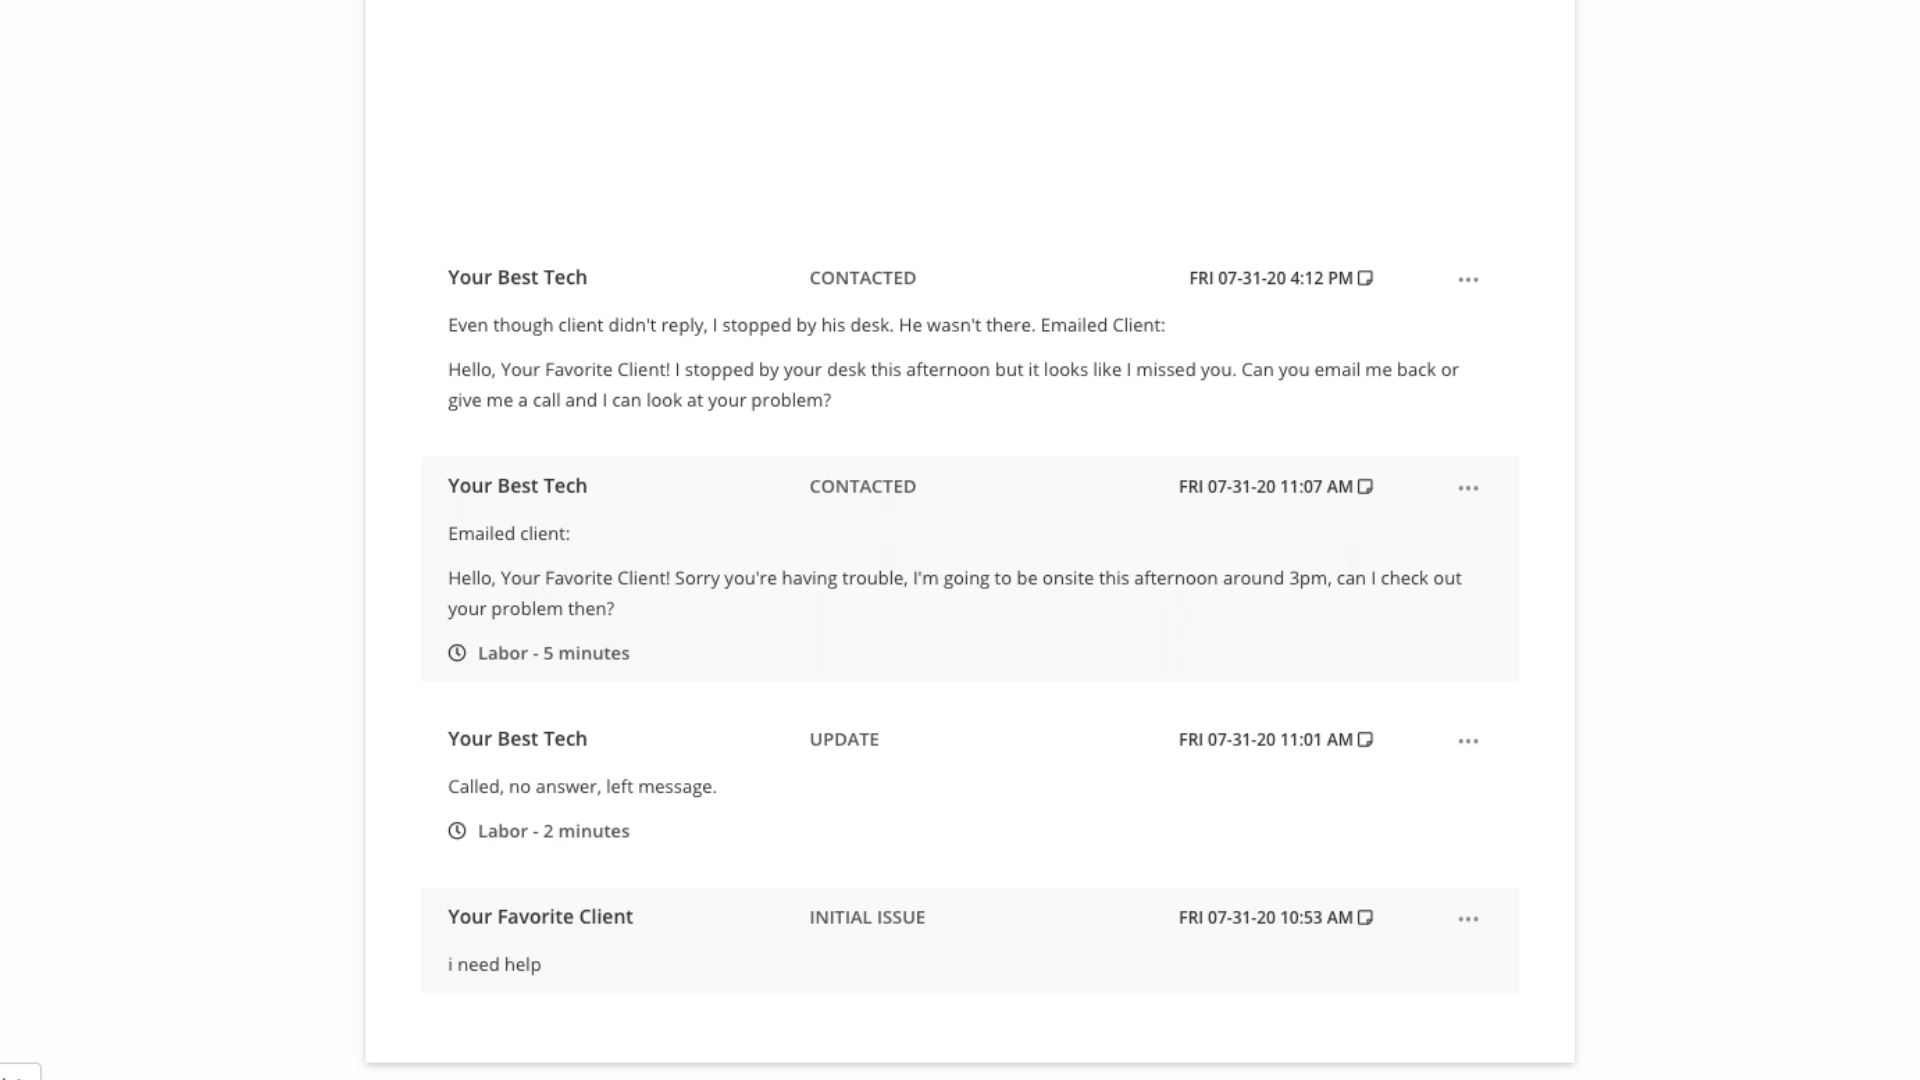 Your Best Tech CONTACTED FRI 07-31-20 4:12 PM
Even though client didn't reply, I stopped by his desk. He wasn't there. Emailed Client:
Hello, Your Favorite Client! I stopped by your desk this afternoon but it looks like I missed you. Can you email me back or
give me a call and I can look at your problem?
Your Best Tech CONTACTED FRI 07-31-20 11:07 AM
Emailed client:
Hello, Your Favorite Client! Sorry you're having trouble, I'm going to be onsite this afternoon around 3pm, can I check out
your problem then?
Labor - 5 minutes
Your Best Tech UPDATE FRI 07-31-20 11:01 AM
Called, no answer, left message.
Labor - 2 minutes
Your Favorite Client INITIAL ISSUE FRI 07-31-20 10:53 AM
i need help